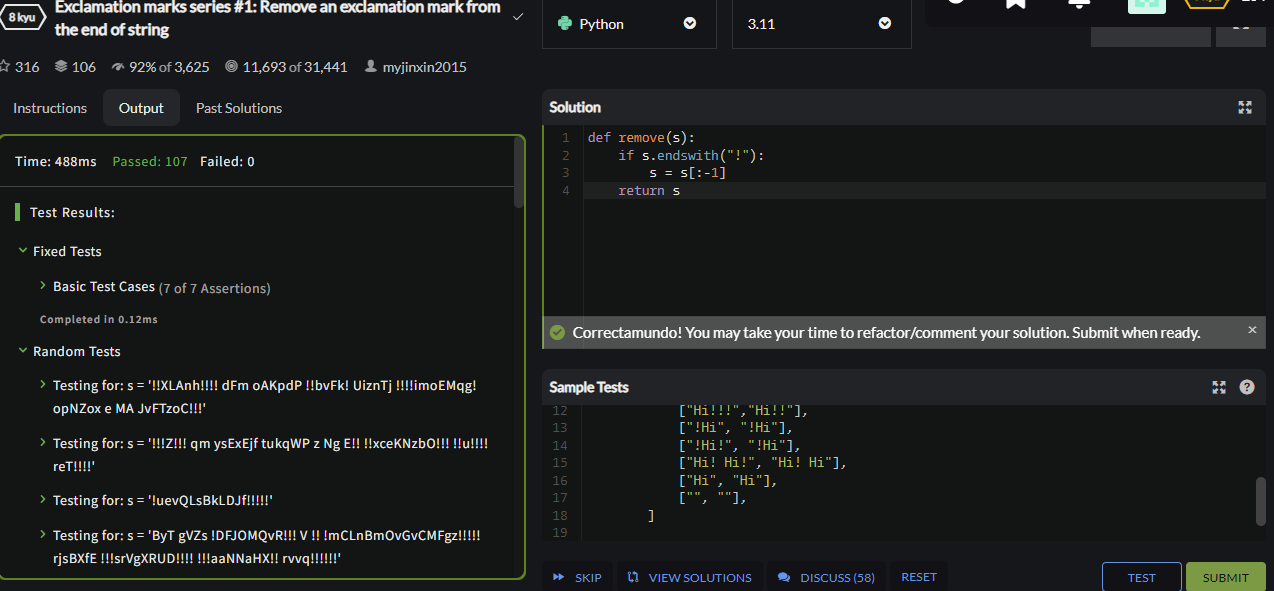 8 kyu
Exclamation marks series #1: Remove an exclamation mark from
the end of string
316 106 92% of 3,625 11,693 of 31,441 myjinxin2015
Instructions Output Past Solutions
Time: 488ms Passed: 107 Failed: 0
Test Results:
Fixed Tests
Basic Test Cases (7 of 7 Assertions)
Completed in 0.12ms
Random Tests
Testing for: s = '!!XLAnh!!!! dFm oAKpdP !!bvFk! UiznTj !!!!imoEMqg!
opNZox e MA JvFTzoC!!!'
Testing for: s = '!!!Z!!! qm ysExEjf tukqWP z Ng E!! !!xceKNzbO!!! !!u!!!!
reT!!!!'
Testing for: s = '!uevQLsBkLDJf!!!!!'
Testing for: s = 'ByT gVZs !DFJOMQvR!!! V !! !mCLnBmOvGvCMFgz!!!!!
rjsBXfE !!!srVgXRUD!!!! !!!aaNNaHX!! rvvq!!!!!!'
Python 3.11
Solution
1 def remove(s):
2 if s.endswith("!"):
3 s = s[:-1]
4 return s
Correctamundo! You may take your time to refactor/comment your solution. Submit when ready. ×
Sample Tests ?
12 ["Hi!!!","Hi!!"],
13 ["!Hi", "!Hi"],
14 ["!Hi!", "!Hi"],
15 ["Hi! Hi!", "Hi! Hi"],
16 ["Hi", "Hi"],
17 ["", ""],
18 ]
19
SKIP VIEW SOLUTIONS DISCUSS (58) RESET TEST SUBMIT